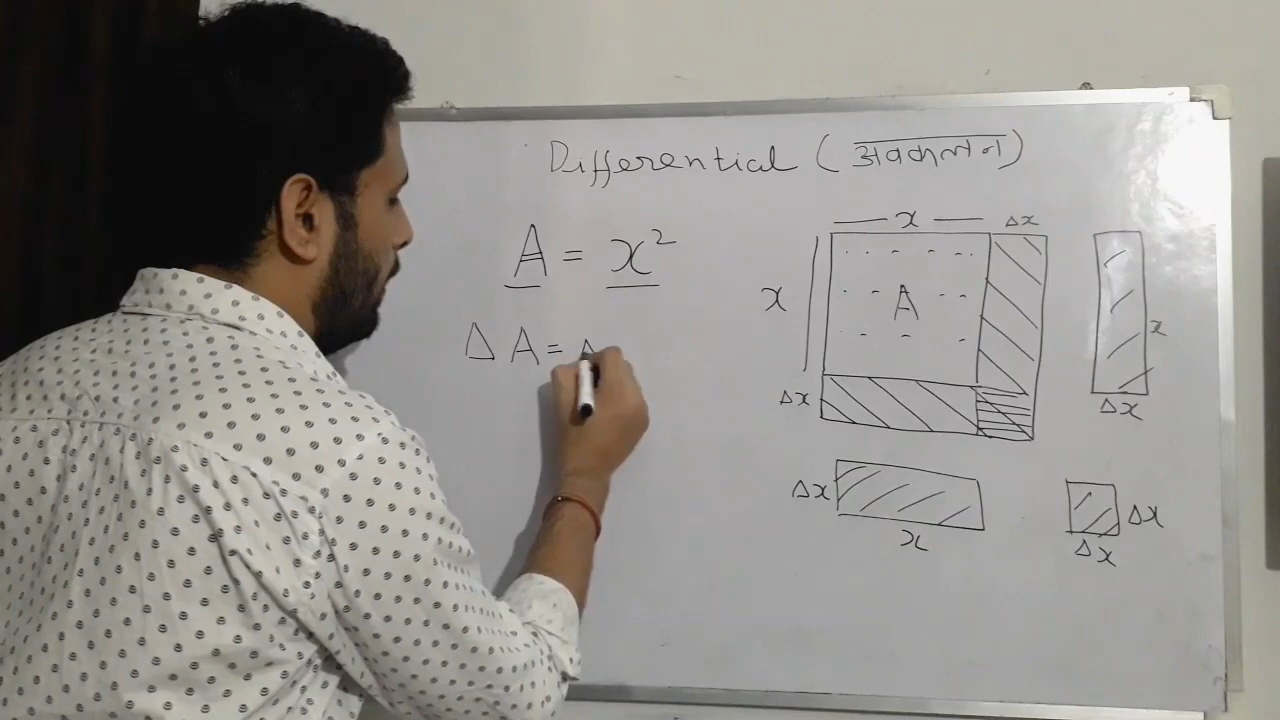 Differential (अवकलन)
A = x²
ΔA = Δ
x Δx
x
A
Δx
x
Δx
Δx
x
Δx
Δx